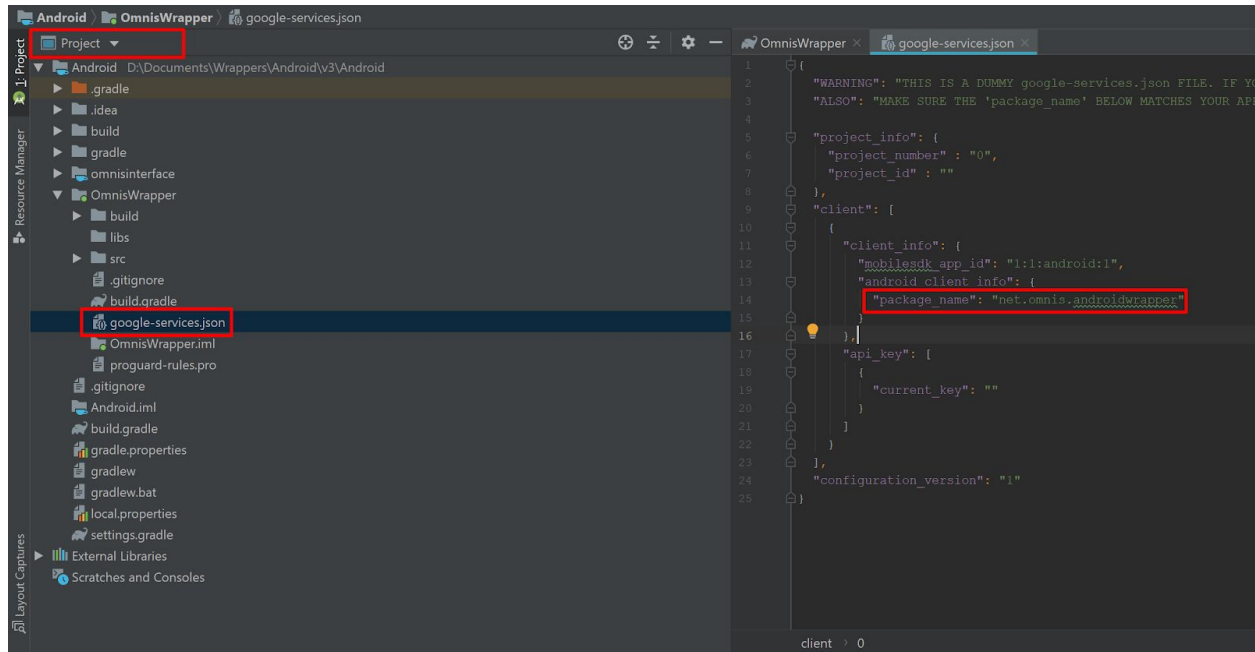 Android OmnisWrapper google-services.json
Project
OmnisWrapper google-services.json
1: Project
Resource Manager
Layout Captures
Android D:\Documents\Wrappers\Android\v3\Android
.gradle
.idea
build
gradle
omnisinterface
OmnisWrapper
build
libs
src
.gitignore
build.gradle
google-services.json
OmnisWrapper.iml
proguard-rules.pro
.gitignore
Android.iml
build.gradle
gradle.properties
gradlew
gradlew.bat
local.properties
settings.gradle
External Libraries
Scratches and Consoles
1 {
2 "WARNING": "THIS IS A DUMMY google-services.json FILE. IF YO
3 "ALSO": "MAKE SURE THE 'package_name' BELOW MATCHES YOUR APP
4
5 "project_info": {
6 "project_number" : "0",
7 "project_id" : ""
8 },
9 "client": [
10 {
11 "client_info": {
12 "mobilesdk_app_id": "1:1:android:1",
13 "android_client_info": {
14 "package_name": "net.omnis.androidwrapper"
15 }
16 },
17 "api_key": [
18 {
19 "current_key": ""
20 }
21 ]
22 }
23 ],
24 "configuration_version": "1"
25 }
client 0